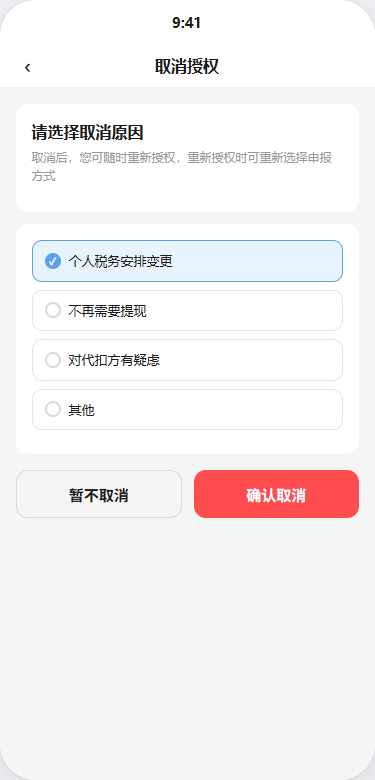 9:41
‹ 取消授权
请选择取消原因
取消后，您可随时重新授权，重新授权时可重新选择申报
方式
个人税务安排变更
不再需要提现
对代扣方有疑虑
其他
暂不取消 确认取消